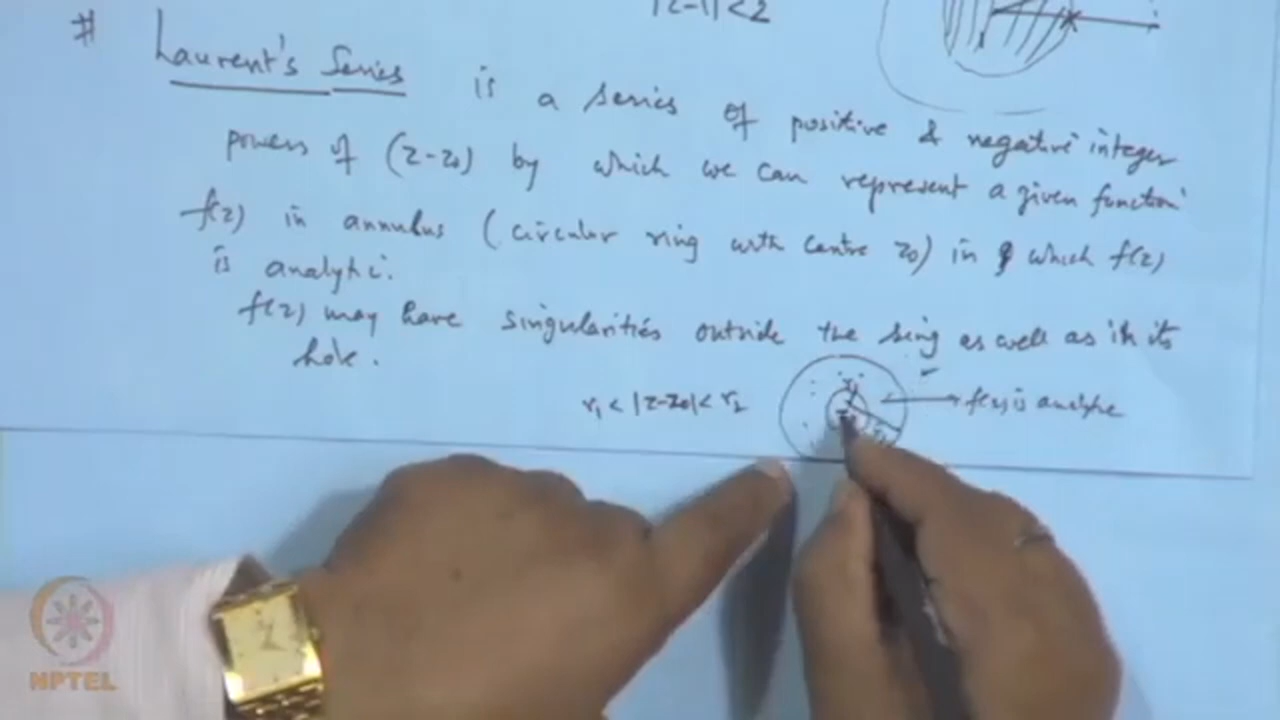 |z-1|<2
# Laurent's Series is a series of positive & negative integer
powers of (z-z0) by which we can represent a given function
f(z) in annulus (circular ring with centre z0) in which f(z)
is analytic.
f(z) may have singularities outside the ring as well as in its
hole.
r1 < |z-z0| < r2
r1
r2
f(z) is analytic
NPTEL